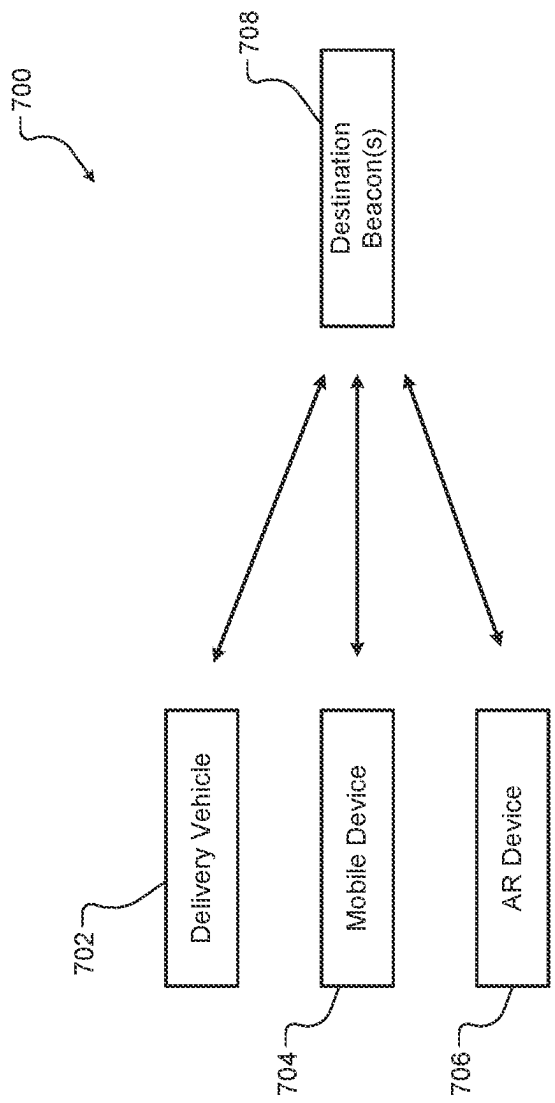 700
702
Delivery Vehicle
704
Mobile Device
706
AR Device
708
Destination
Beacon(s)